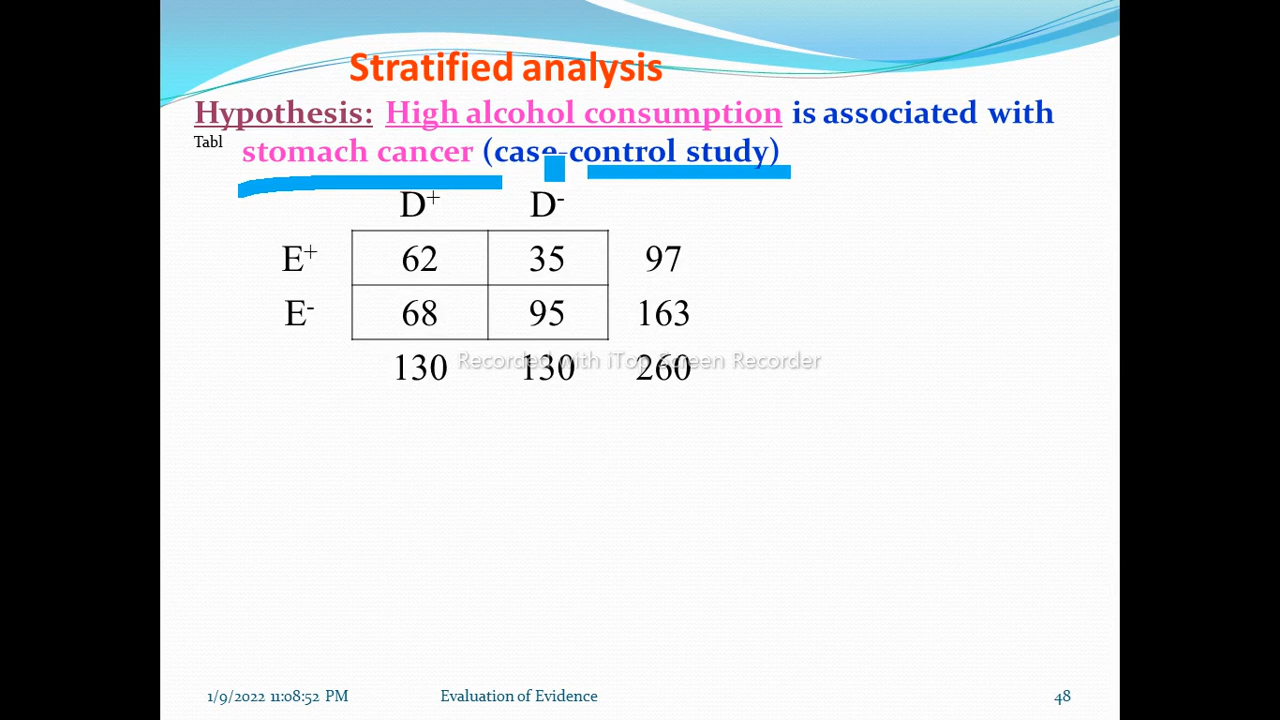 Stratified analysis
Hypothesis: High alcohol consumption is associated with
Tabl
stomach cancer (case-control study)
D+ D-
E+ 62 35 97
E- 68 95 163
130 130 260
Recorded with iTop Screen Recorder
1/9/2022 11:08:52 PM Evaluation of Evidence 48